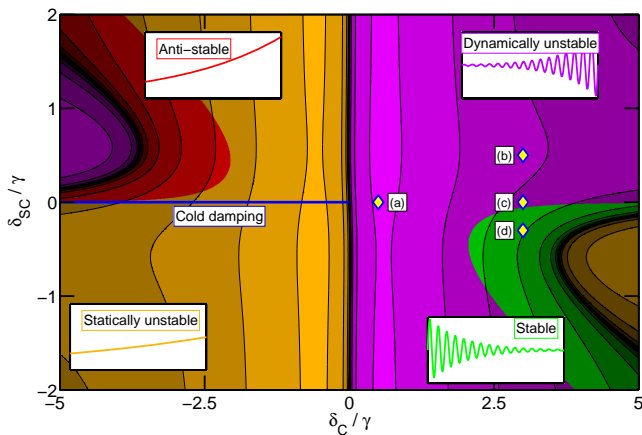 2
Anti-stable
Dynamically unstable
1
(b)
δSC / γ
0
(a)
(c)
Cold damping
(d)
-1
Statically unstable
Stable
-2
-5
-2.5
0
2.5
5
δC / γ